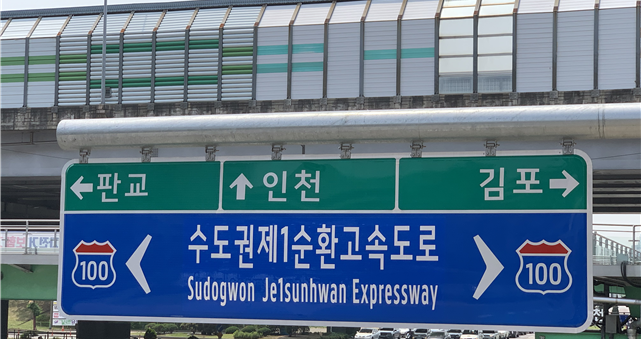 ← 판교
↑ 인천
김포 →
100
수도권제1순환고속도로
Sudogwon Je1sunhwan Expressway
100